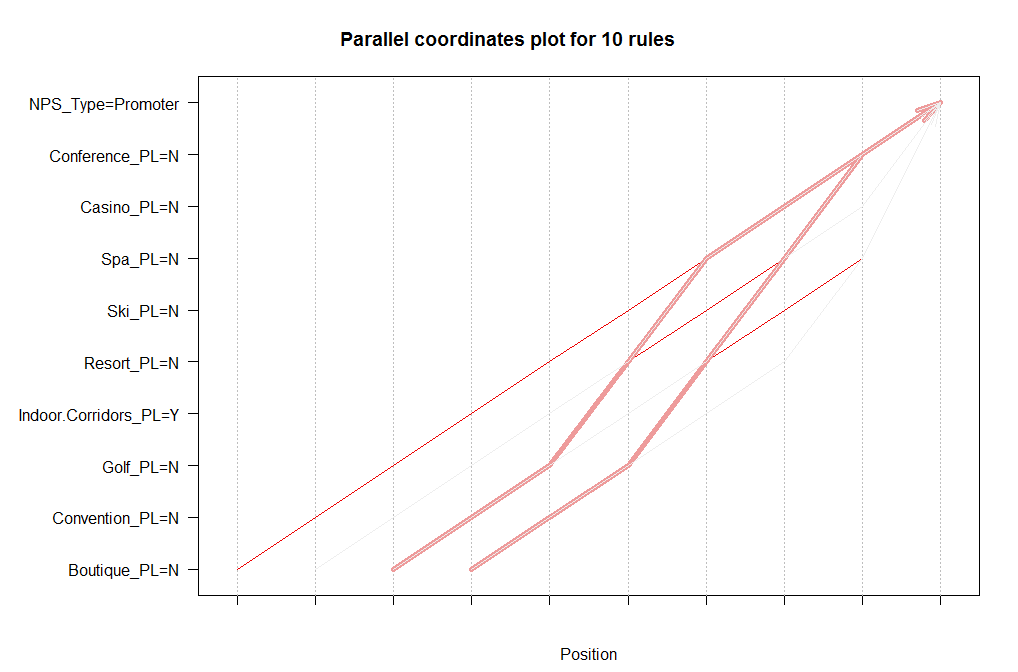 Parallel coordinates plot for 10 rules
NPS_Type=Promoter
Conference_PL=N
Casino_PL=N
Spa_PL=N
Ski_PL=N
Resort_PL=N
Indoor.Corridors_PL=Y
Golf_PL=N
Convention_PL=N
Boutique_PL=N
Position